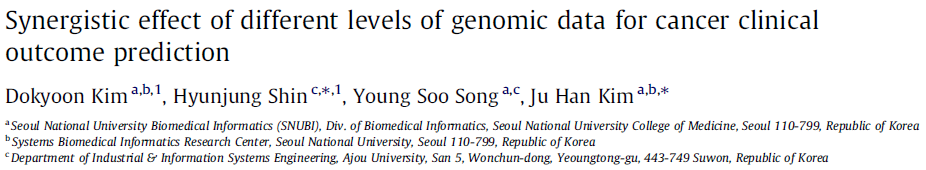 Synergistic effect of different levels of genomic data for cancer clinical
outcome prediction
Dokyoon Kim a,b,1, Hyunjung Shin c,*,1, Young Soo Song a,c, Ju Han Kim a,b,*
a Seoul National University Biomedical Informatics (SNUBI), Div. of Biomedical Informatics, Seoul National University College of Medicine, Seoul 110-799, Republic of Korea
b Systems Biomedical Informatics Research Center, Seoul National University, Seoul 110-799, Republic of Korea
c Department of Industrial & Information Systems Engineering, Ajou University, San 5, Wonchun-dong, Yeoungtong-gu, 443-749 Suwon, Republic of Korea